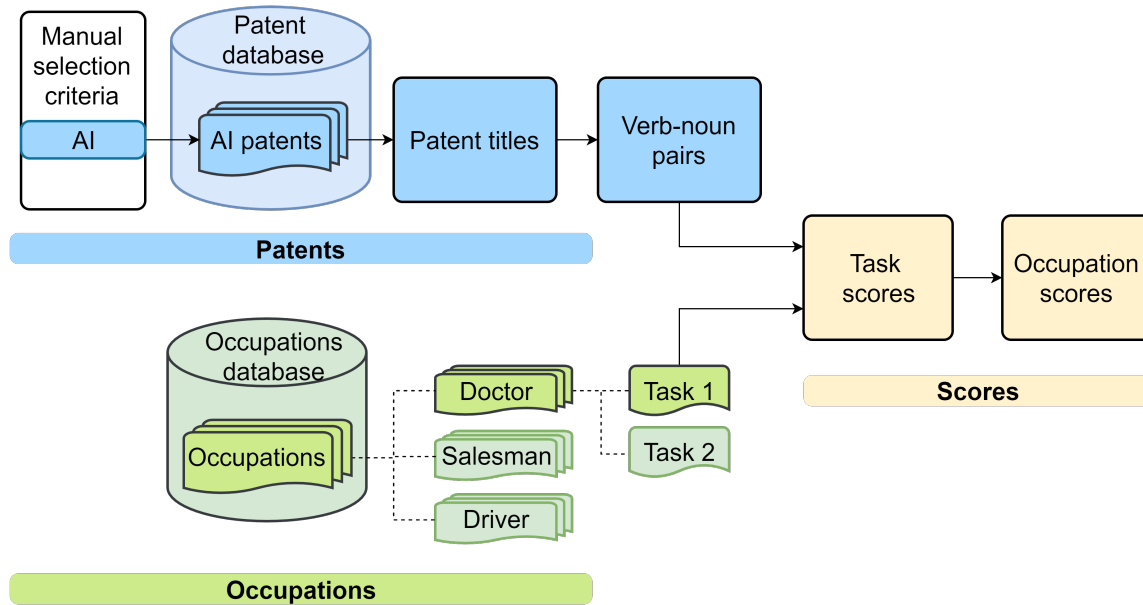 Manual
selection
criteria
AI
Patent
database
AI patents
Patent titles
Verb-noun
pairs
Patents
Task
scores
Occupation
scores
Scores
Occupations
database
Occupations
Doctor
Salesman
Driver
Task 1
Task 2
Occupations